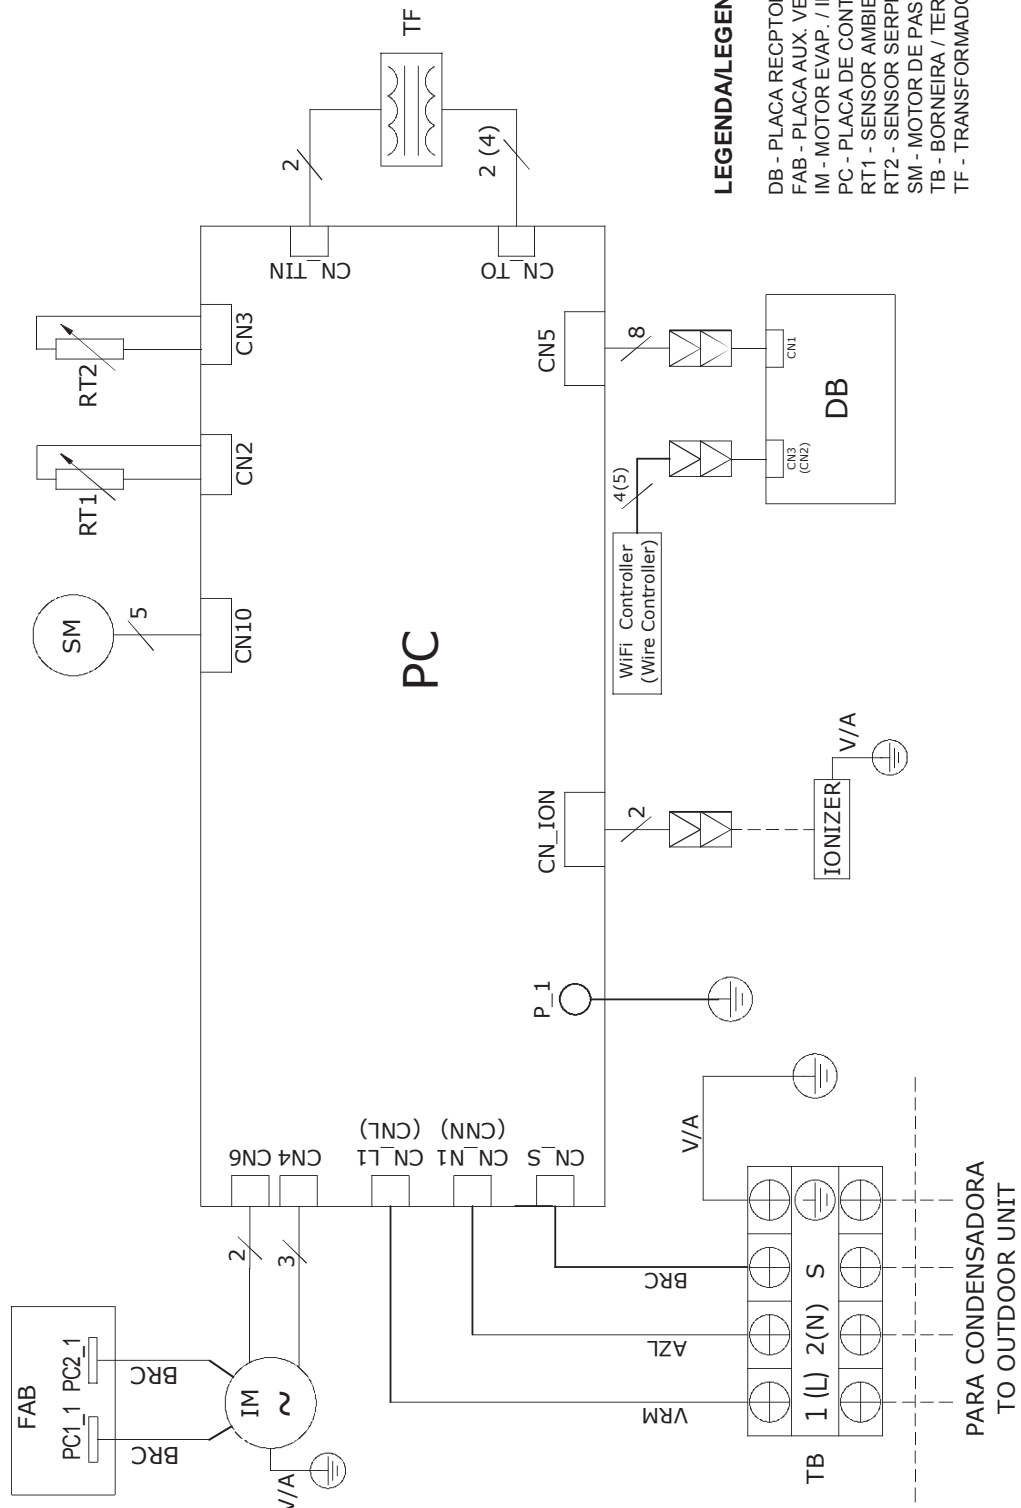 FAB
PC1_1
PC2_1
BRC
BRC
IM
~
V/A
2
3
CN6
CN4
CN_L1
(CNL)
CN_N1
(CNN)
CN_S
SM
5
CN10
RT1
CN2
RT2
CN3
PC
CN_TIN
CN_TO
2
2 (4)
TF
P_1
CN_ION
2
IONIZER
V/A
WiFi Controller
(Wire Controller)
4(5)
CN5
8
CN3
(CN2)
CN1
DB
VRM
AZL
BRC
V/A
TB
1 (L)
2(N)
S
PARA CONDENSADORA
TO OUTDOOR UNIT
LEGENDA/LEGEN
DB - PLACA RECPTOR
FAB - PLACA AUX. VE
IM - MOTOR EVAP. / I
PC - PLACA DE CONT
RT1 - SENSOR AMBIE
RT2 - SENSOR SERP
SM - MOTOR DE PAS
TB - BORNEIRA / TER
TF - TRANSFORMADO